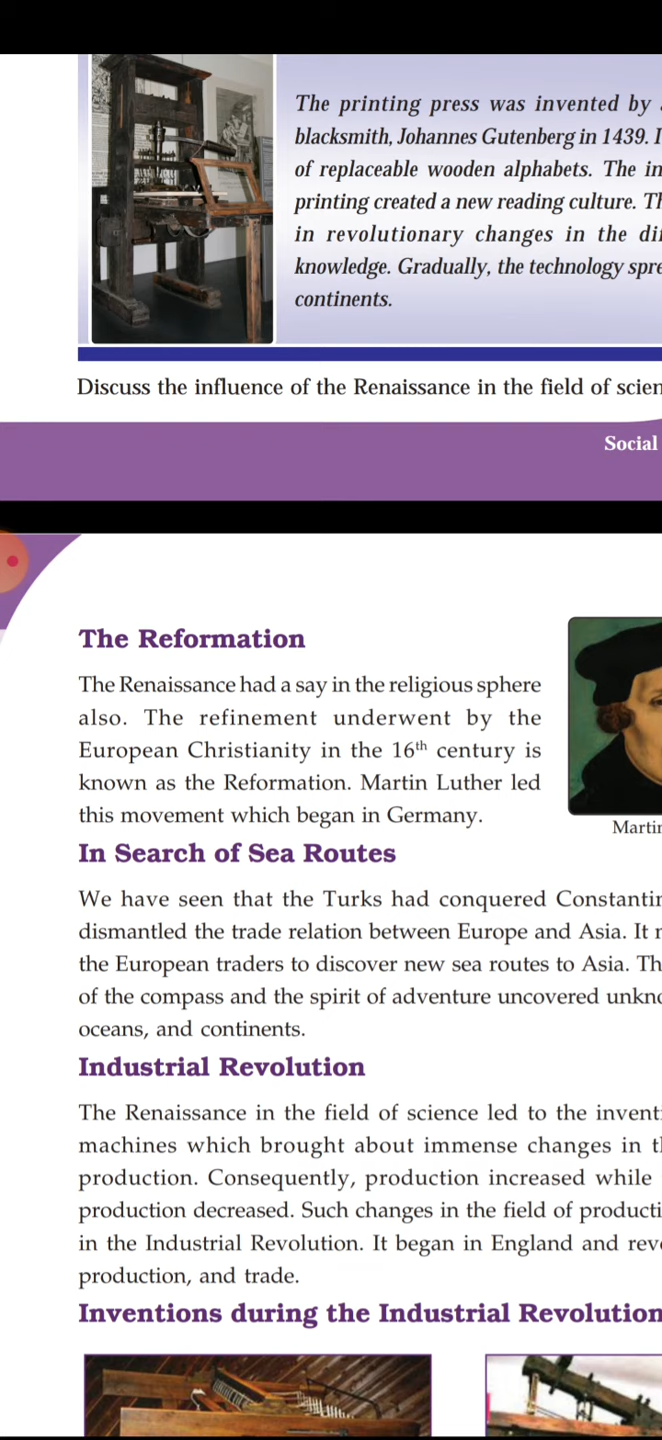 The printing press was invented by
blacksmith, Johannes Gutenberg in 1439.
of replaceable wooden alphabets. The
printing created a new reading culture.
in revolutionary changes in the
knowledge. Gradually, the technology
continents.
Discuss the influence of the Renaissance in the field of
Social
The Reformation
The Renaissance had a say in the religious sphere
also. The refinement underwent by the
European Christianity in the 16th century is
known as the Reformation. Martin Luther led
this movement which began in Germany.
In Search of Sea Routes
We have seen that the Turks had conquered
dismantled the trade relation between Europe and Asia. It
the European traders to discover new sea routes to Asia.
of the compass and the spirit of adventure uncovered
oceans, and continents.
Industrial Revolution
The Renaissance in the field of science led to the
machines which brought about immense changes in
production. Consequently, production increased while
production decreased. Such changes in the field of
in the Industrial Revolution. It began in England and
production, and trade.
Inventions during the Industrial Revolution